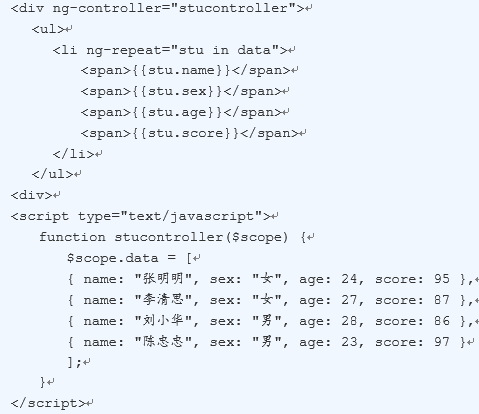 <div ng-controller="stucontroller">↵
<ul>↵
<li ng-repeat="stu in data">↵
<span>{{stu.name}}</span>↵
<span>{{stu.sex}}</span>↵
<span>{{stu.age}}</span>↵
<span>{{stu.score}}</span>↵
</li>↵
</ul>↵
<div>↵
<script type="text/javascript">↵
function stucontroller($scope) {↵
$scope.data = [↵
{ name: "张明明", sex: "女", age: 24, score: 95 },↵
{ name: "李清思", sex: "女", age: 27, score: 87 },↵
{ name: "刘小华", sex: "男", age: 28, score: 86 },↵
{ name: "陈忠忠", sex: "男", age: 23, score: 97 }↵
];↵
}↵
</script>↵